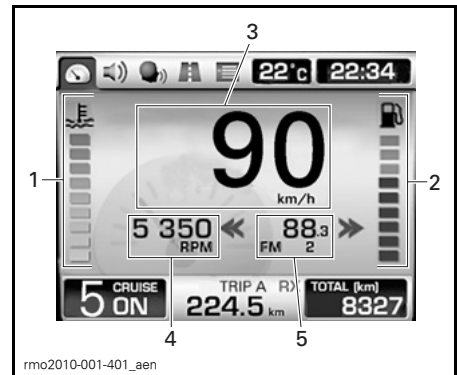 3
22°c 22:34
1
90
km/h
2
5 350
RPM
88.3
FM 2
5 CRUISE ON
TRIP A RX
224.5 km
TOTAL (km)
8327
4
5
rmo2010-001-401_aen